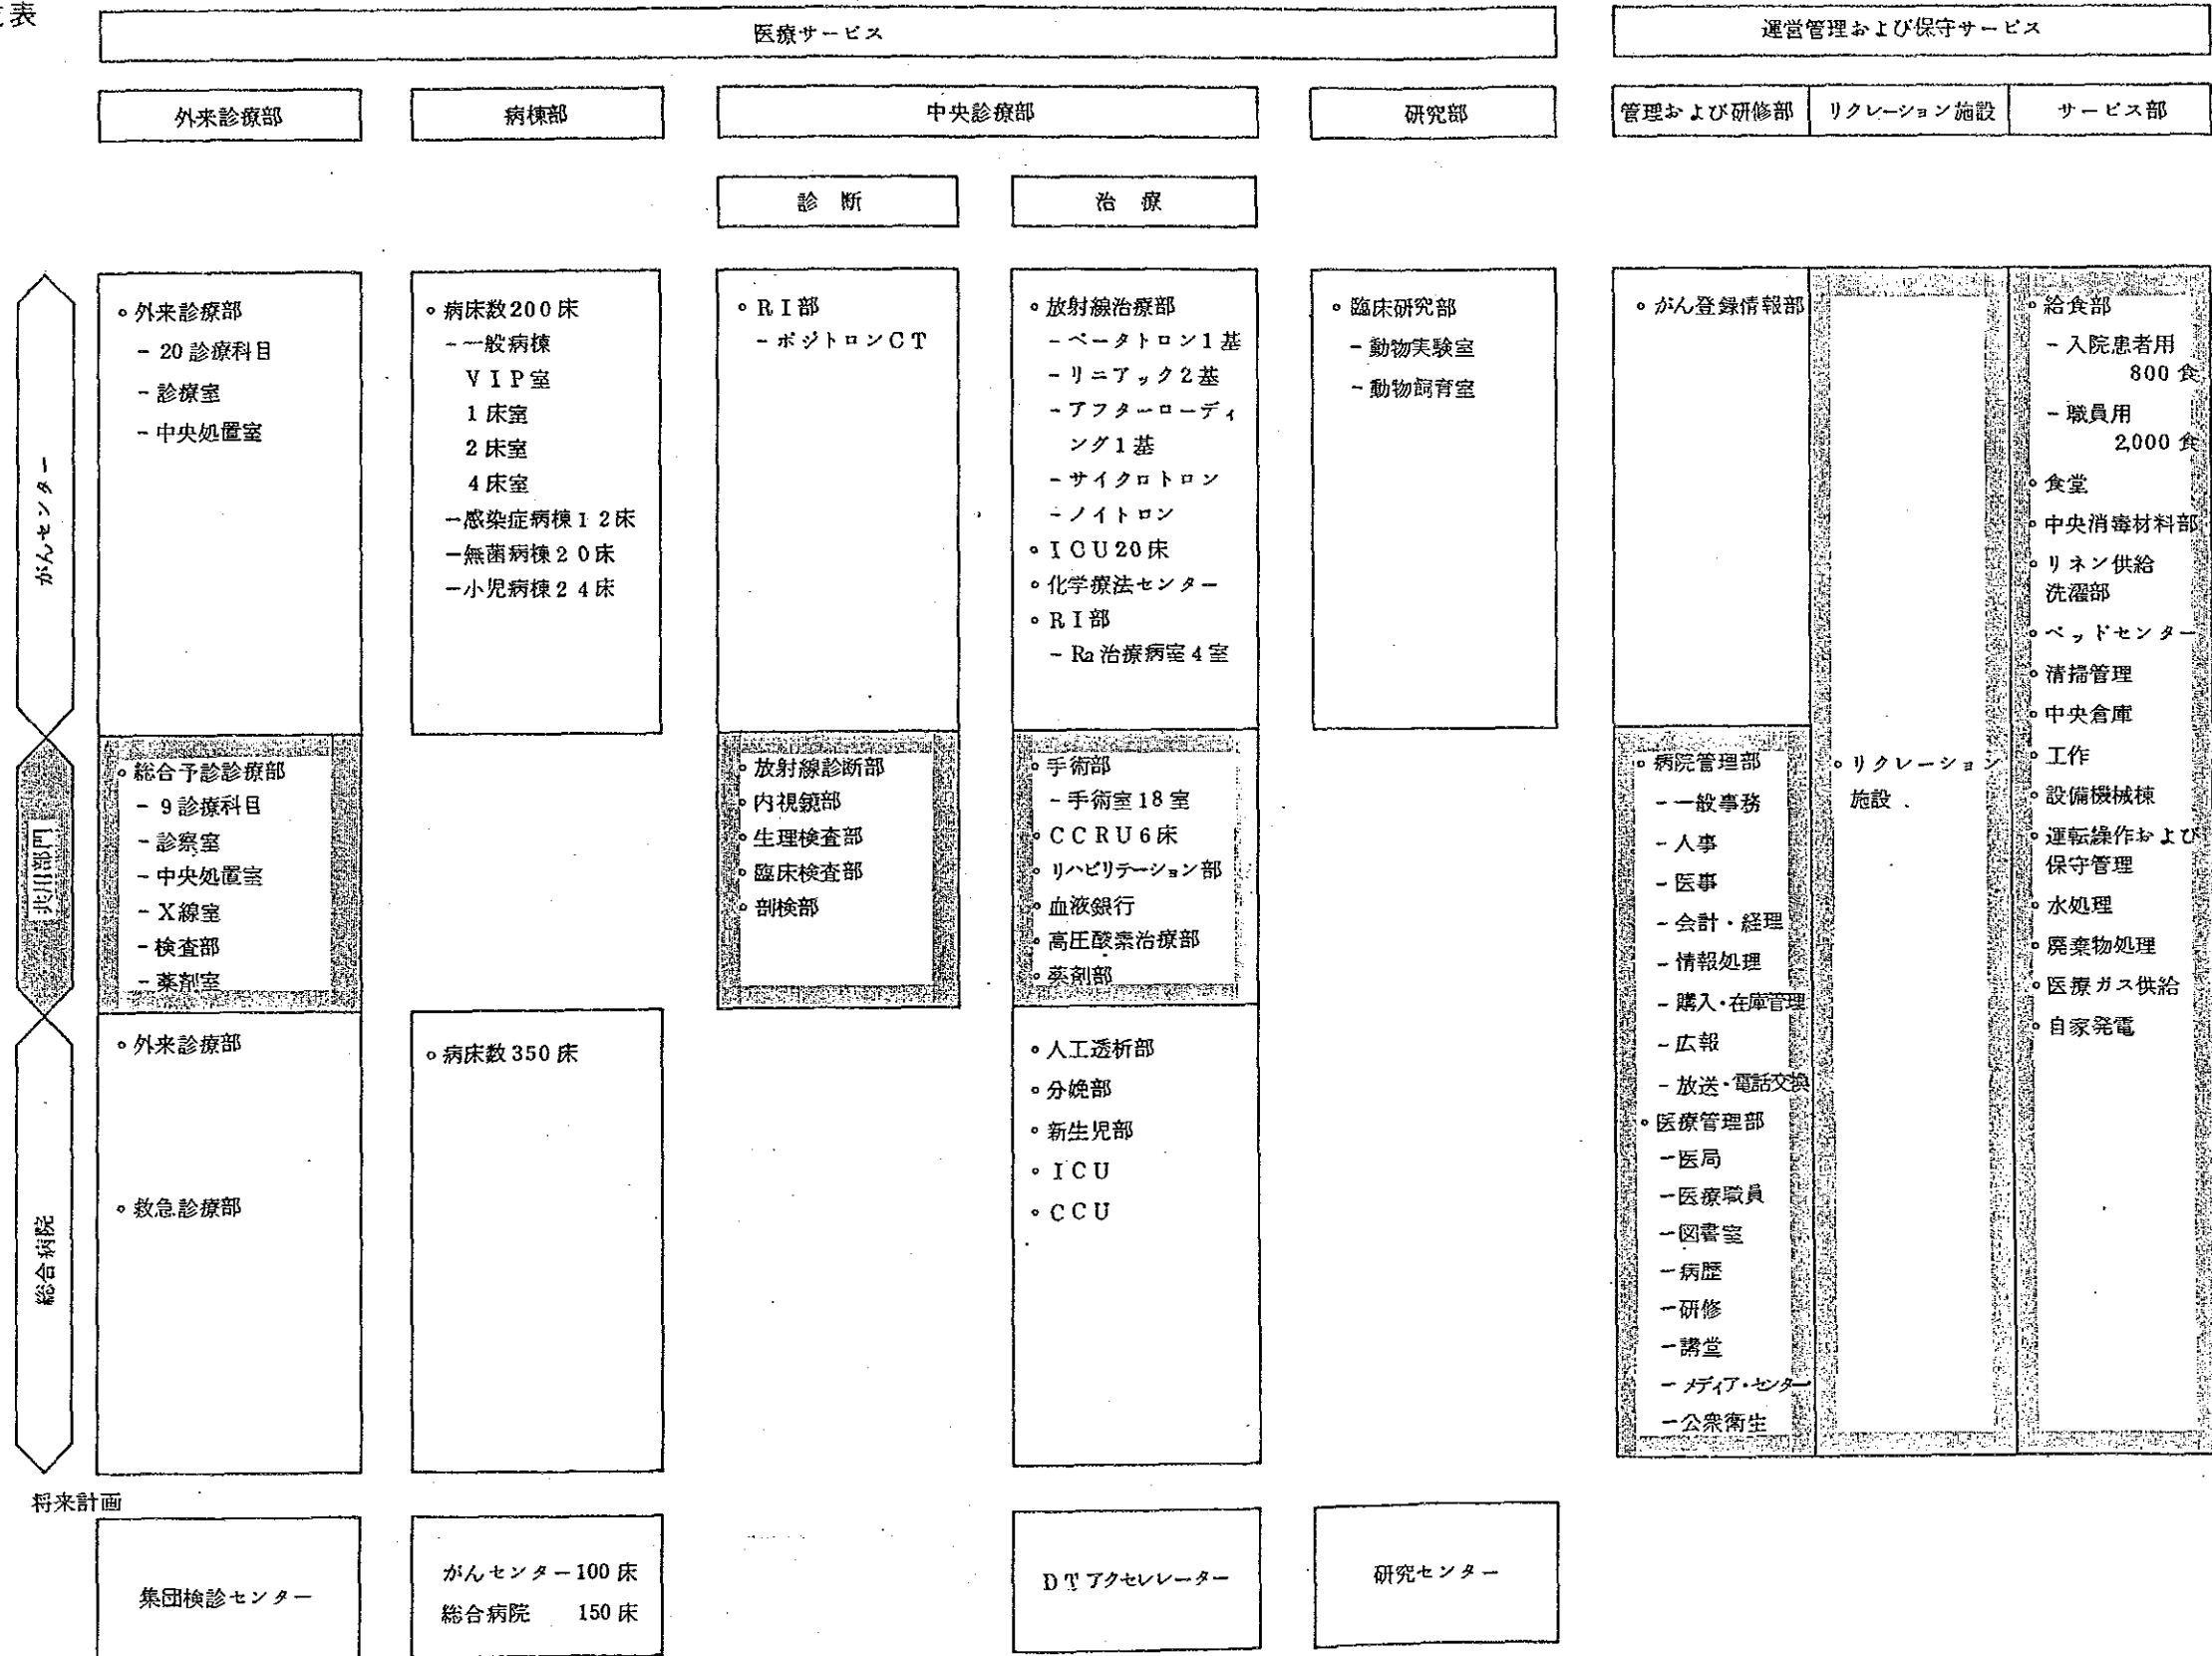 表
医療サービス
運営管理および保守サービス
外来診療部
病棟部
中央診療部
研究部
管理および研修部
リクレーション施設
サービス部
診 断
治 療
がんセンター
。外来診療部
- 20診療科目
- 診療室
- 中央処置室
。病床数200床
- 一般病棟
VIP室
1床室
2床室
4床室
-感染症病棟12床
-無菌病棟20床
-小児病棟24床
。RI部
- ポジトロンCT
。放射線治療部
- ベータトロン1基
- リニアック2基
- アフターローディ
ング1基
- サイクロトロン
- ノイトロン
。ICU20床
。化学療法センター
。RI部
- Ra治療病室4室
。臨床研究部
- 動物実験室
- 動物飼育室
。がん登録情報部
。給食部
- 入院患者用
800食
- 職員用
2,000食
。食堂
。中央消毒材料部
。リネン供給
洗濯部
。ベッドセンター
。清掃管理
。中央倉庫
。工作
。設備機械棟
。運転操作および
保守管理
。水処理
。廃棄物処理
。医療ガス供給
。自家発電
共用部門
。総合予診診療部
- 9診療科目
- 診察室
- 中央処置室
- X線室
- 検査部
- 薬剤室
。放射線診断部
。内視鏡部
。生理検査部
。臨床検査部
。剖検部
。手術部
- 手術室18室
。CCRU6床
。リハビリテーション部
。血液銀行
。高圧酸素治療部
。薬剤部
。病院管理部
- 一般事務
- 人事
- 医事
- 会計・経理
- 情報処理
- 購入・在庫管理
- 広報
- 放送・電話交換
。医療管理部
-医局
-医療職員
-図書室
-病歴
-研修
-講堂
- メディア・センター
-公衆衛生
。リクレーション
施設
総合病院
。外来診療部
。救急診療部
。病床数350床
。人工透析部
。分娩部
。新生児部
。ICU
。CCU
将来計画
集団検診センター
がんセンター100床
総合病院 150床
DTアクセレレーター
研究センター